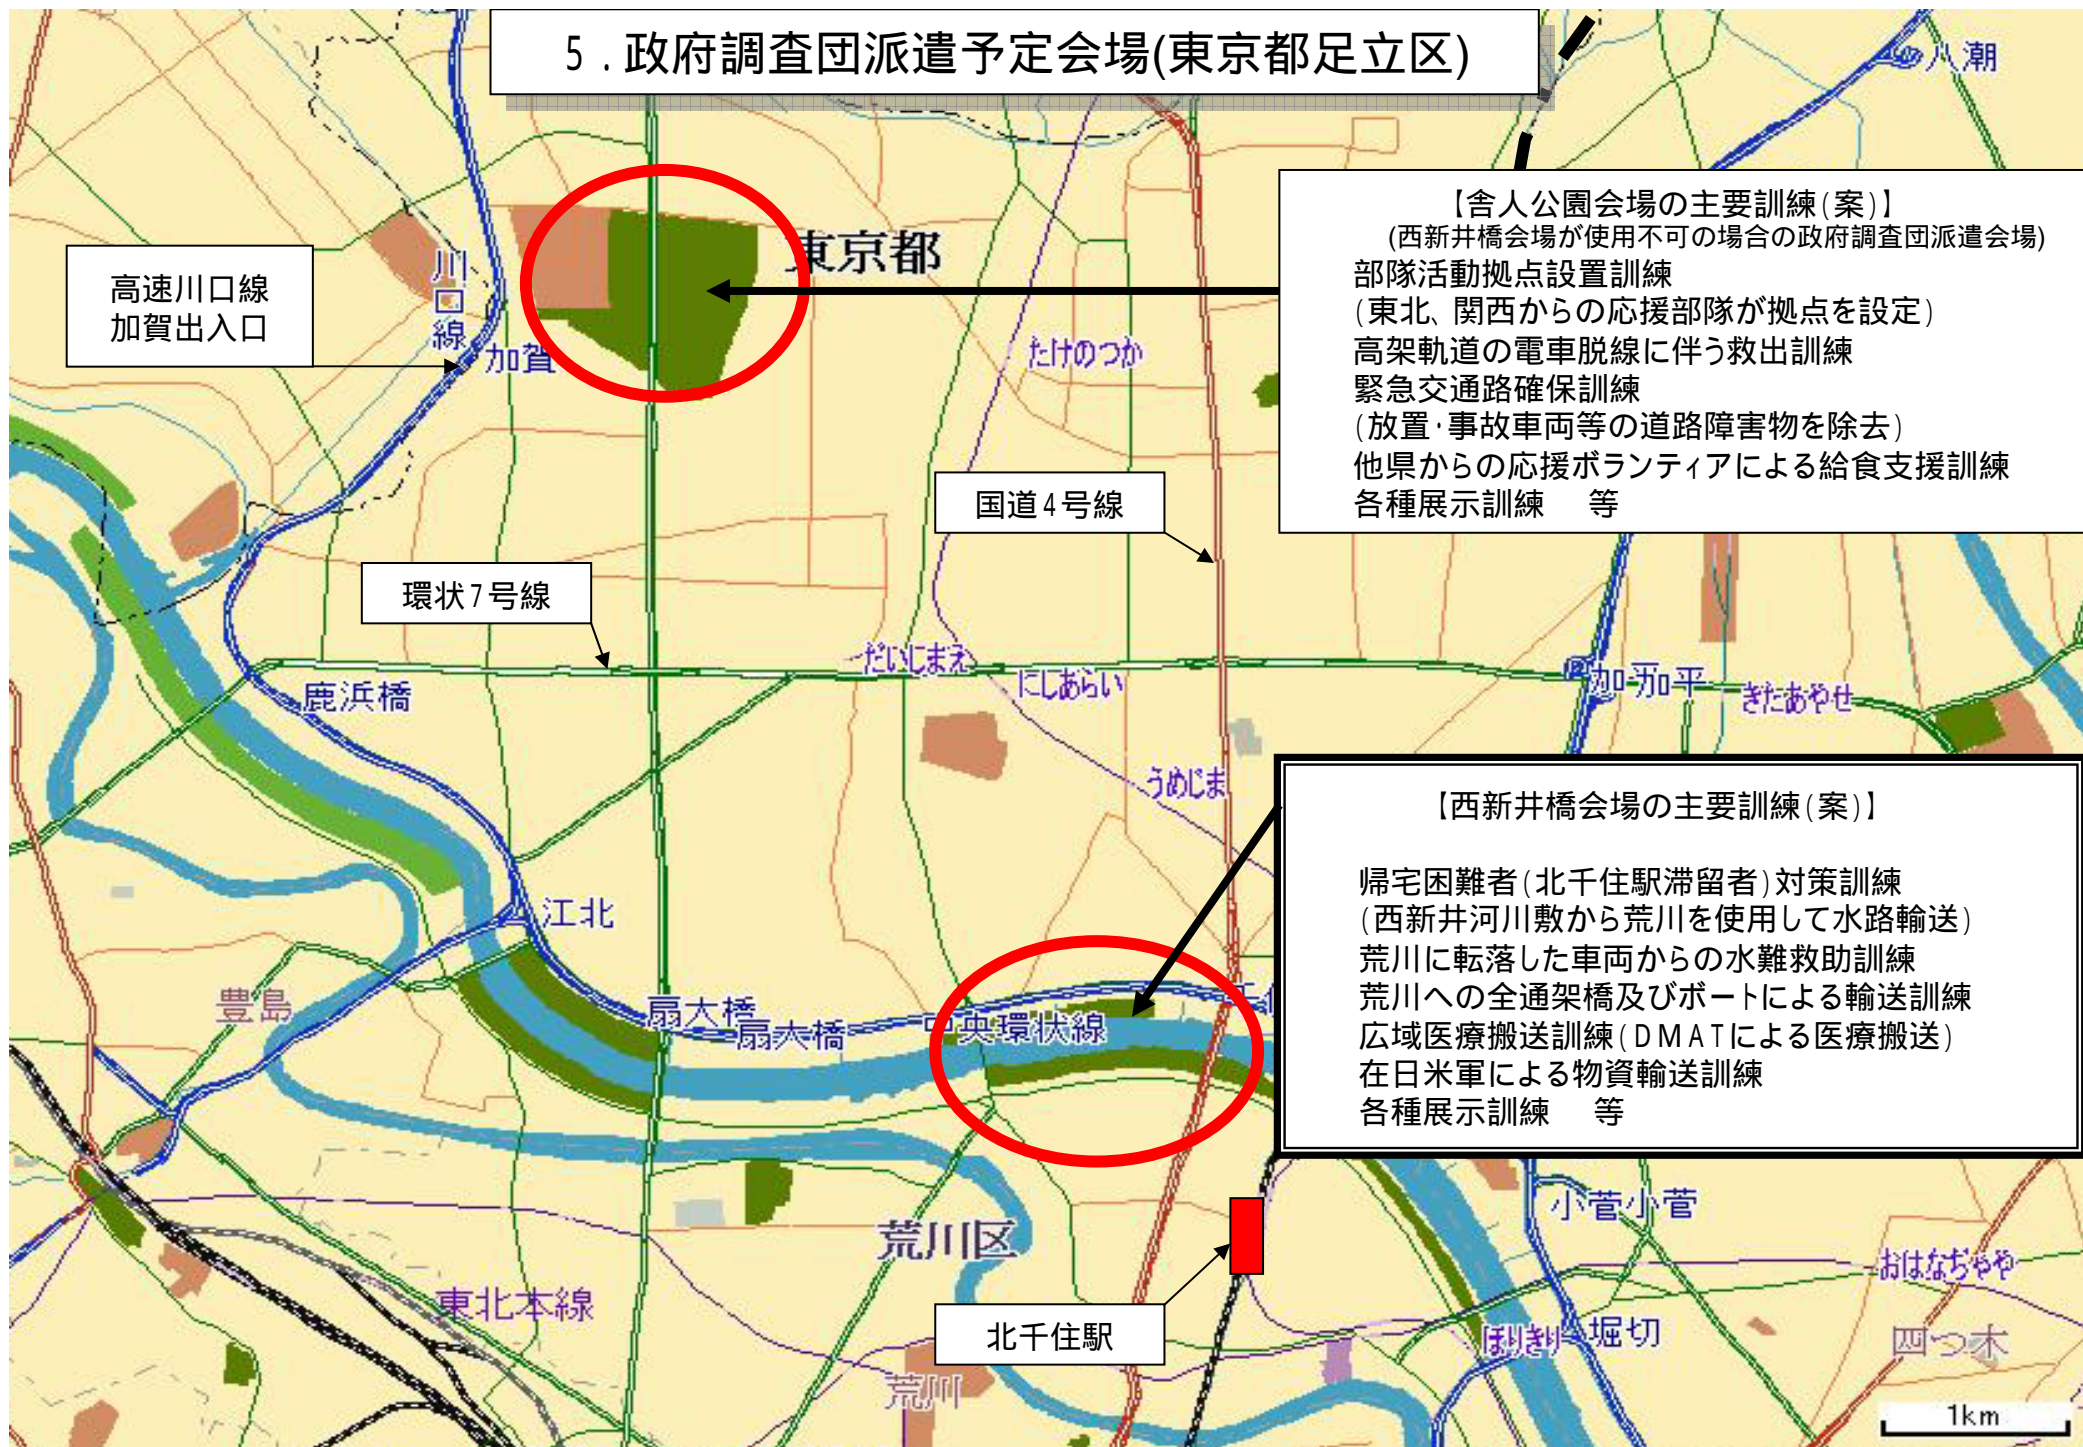 5．政府調査団派遣予定会場(東京都足立区)
八潮
【舎人公園会場の主要訓練(案)】
(西新井橋会場が使用不可の場合の政府調査団派遣会場)
部隊活動拠点設置訓練
(東北、関西からの応援部隊が拠点を設定)
高架軌道の電車脱線に伴う救出訓練
緊急交通路確保訓練
(放置・事故車両等の道路障害物を除去)
他県からの応援ボランティアによる給食支援訓練
各種展示訓練　等
東京都
高速川口線
加賀出入口
川口線
加賀
たけのつか
国道4号線
環状7号線
だいしまえ
にしあらい
鹿浜橋
加平
きたあやせ
うめじま
【西新井橋会場の主要訓練(案)】
帰宅困難者(北千住駅滞留者)対策訓練
(西新井河川敷から荒川を使用して水路輸送)
荒川に転落した車両からの水難救助訓練
荒川への全通架橋及びボートによる輸送訓練
広域医療搬送訓練(DMATによる医療搬送)
在日米軍による物資輸送訓練
各種展示訓練　等
江北
豊島
扇大橋
扇大橋
中央環状線
小菅小菅
荒川区
おはなぢゃや
東北本線
北千住駅
ほりきり
堀切
四つ木
荒川
1km